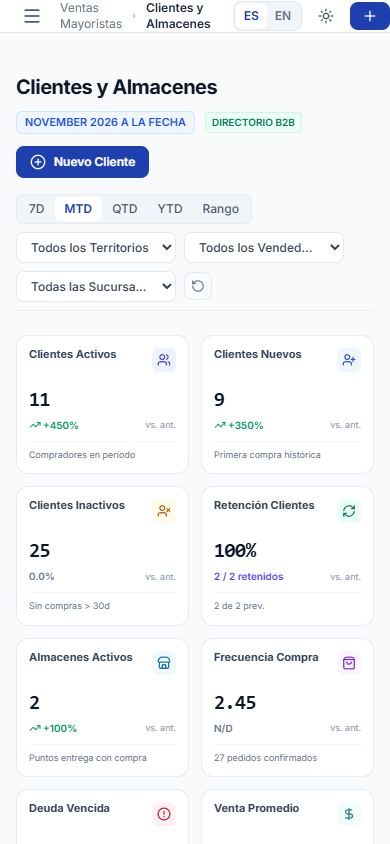 Ventas Mayoristas › Clientes y Almacenes
ES EN
Clientes y Almacenes
NOVEMBER 2026 A LA FECHA
DIRECTORIO B2B
Nuevo Cliente
7D MTD QTD YTD Rango
Todos los Territorios
Todos los Vended...
Todas las Sucursa...
Clientes Activos
11
+450% vs. ant.
Compradores en período
Clientes Nuevos
9
+350% vs. ant.
Primera compra histórica
Clientes Inactivos
25
0.0% vs. ant.
Sin compras > 30d
Retención Clientes
100%
2 / 2 retenidos vs. ant.
2 de 2 prev.
Almacenes Activos
2
+100% vs. ant.
Puntos entrega con compra
Frecuencia Compra
2.45
N/D vs. ant.
27 pedidos confirmados
Deuda Vencida
Venta Promedio